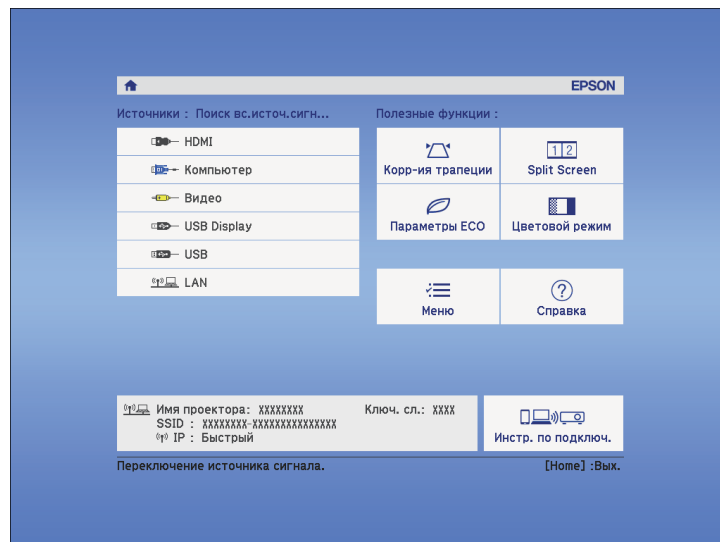 EPSON
Источники : Поиск вс.источ.сигн...
HDMI
Компьютер
Видео
USB Display
USB
LAN
Полезные функции :
Корр-ия трапеции
1 2
Split Screen
Параметры ECO
Цветовой режим
Меню
?
Справка
Имя проектора: XXXXXXXX
Ключ. сл.: XXXX
SSID : XXXXXXXX-XXXXXXXXXXXXXXX
IP : Быстрый
Инстр. по подключ.
Переключение источника сигнала.
[Home] :Вых.